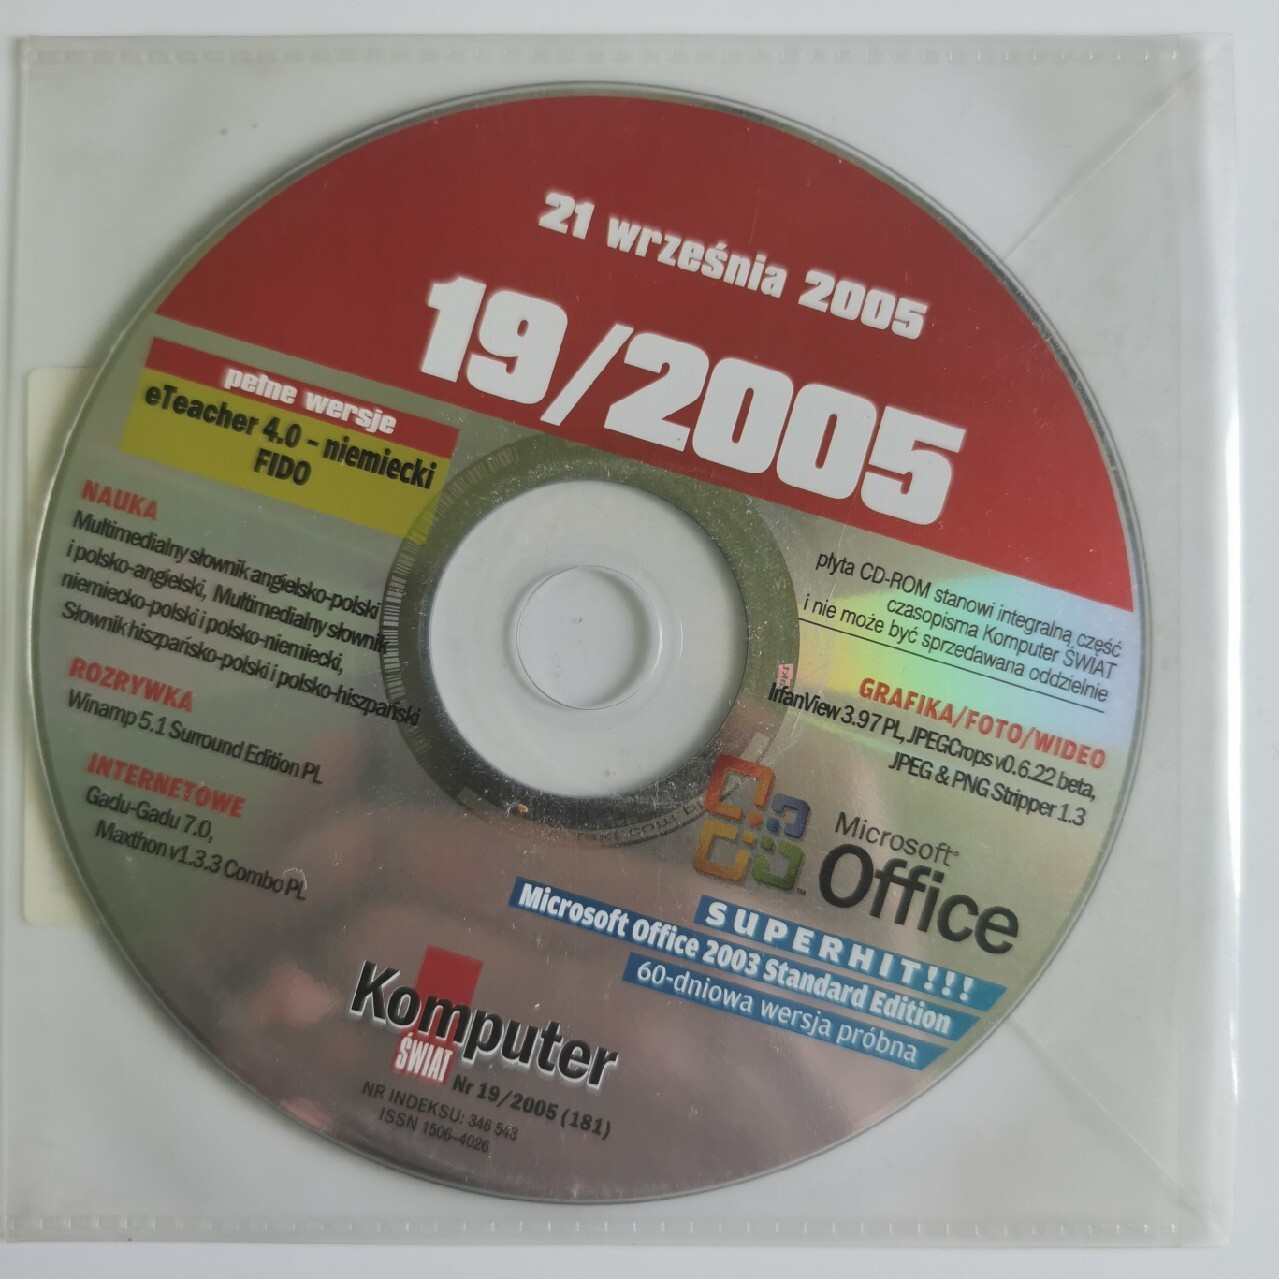 21 września 2005
19/2005
pełne wersje
eTeacher 4.0 - niemiecki
FIDO
NAUKA
Multimedialny słownik angielsko-polski
i polsko-angielski, Multimedialny słownik
niemiecko-polski i polsko-niemiecki,
Słownik hiszpańsko-polski i polsko-hiszpański
ROZRYWKA
Winamp 5.1 Surround Edition PL
INTERNETOWE
Gadu-Gadu 7.0,
Maxthon v1.3.3 Combo PL
płyta CD-ROM stanowi integralną część
czasopisma Komputer ŚWIAT
i nie może być sprzedawana oddzielnie
GRAFIKA/FOTO/WIDEO
IrfanView 3.97 PL, JPEGCrops v0.6.22 beta,
JPEG & PNG Stripper 1.3
Microsoft®
Office
SUPERHIT!!!
Microsoft Office 2003 Standard Edition
60-dniowa wersja próbna
Komputer
ŚWIAT
Nr 19/2005 (181)
NR INDEKSU: 346 543
ISSN 1506-4026